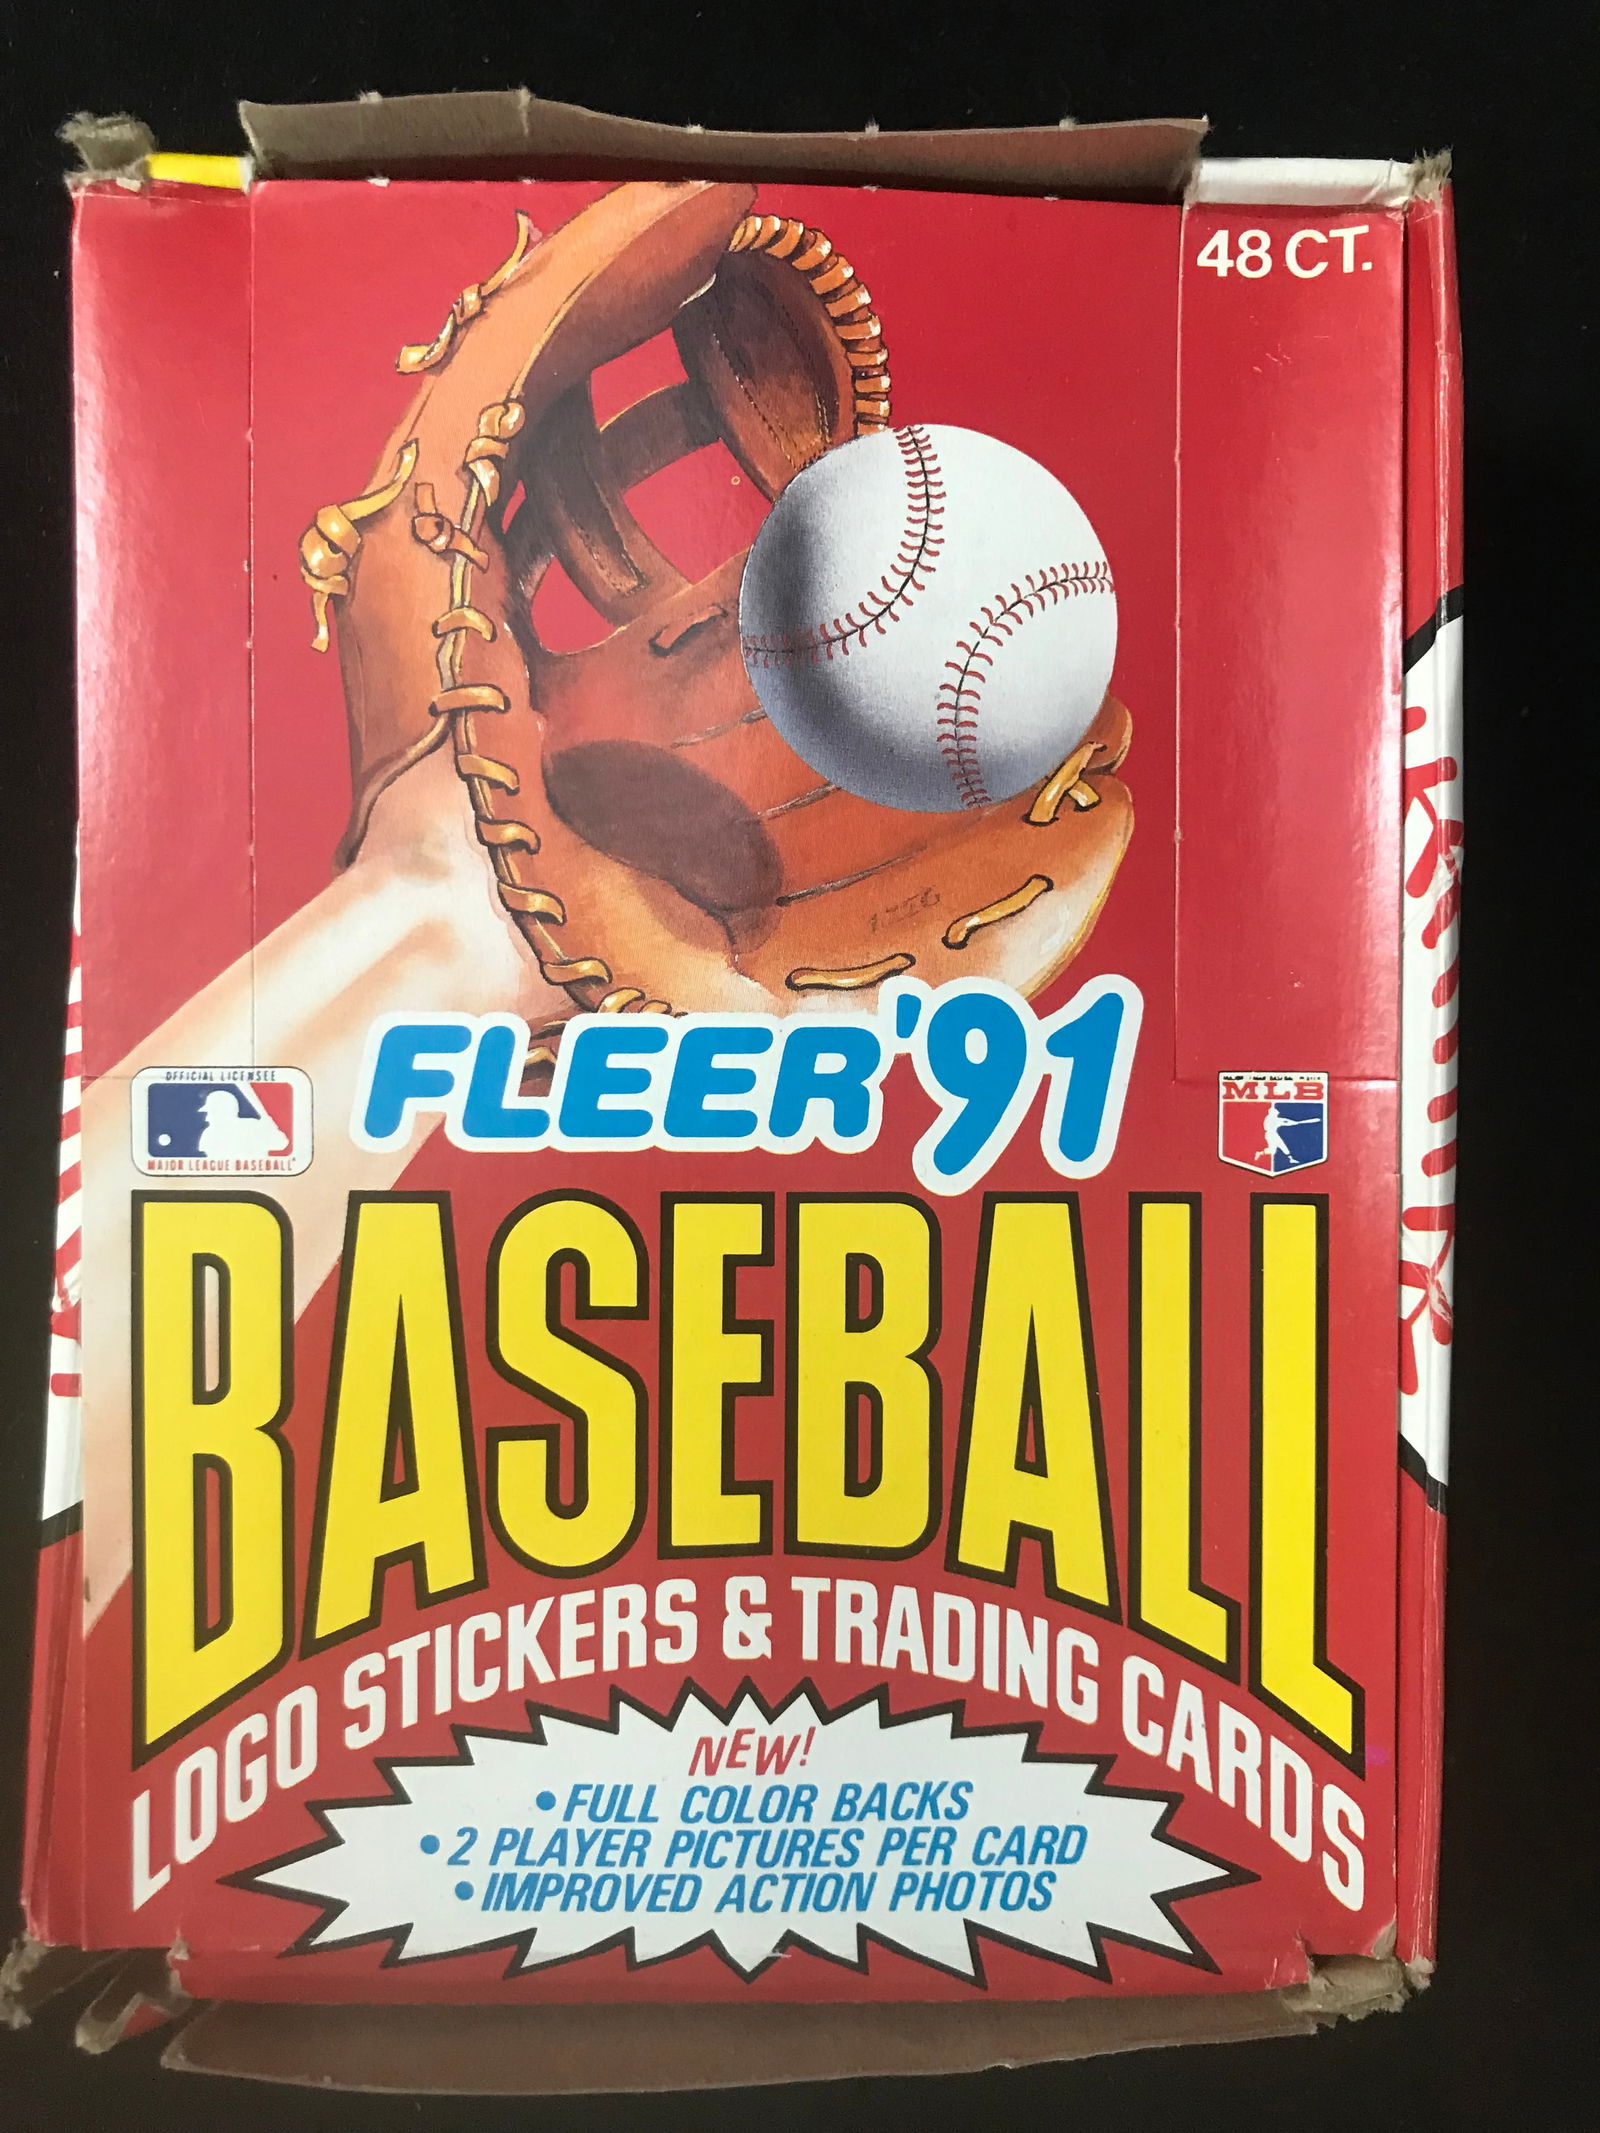 48 CT.
FLEER '91
OFFICIAL LICENSEE
MAJOR LEAGUE BASEBALL
MLB
BASEBALL
LOGO STICKERS & TRADING CARDS
NEW!
•FULL COLOR BACKS
•2 PLAYER PICTURES PER CARD
•IMPROVED ACTION PHOTOS